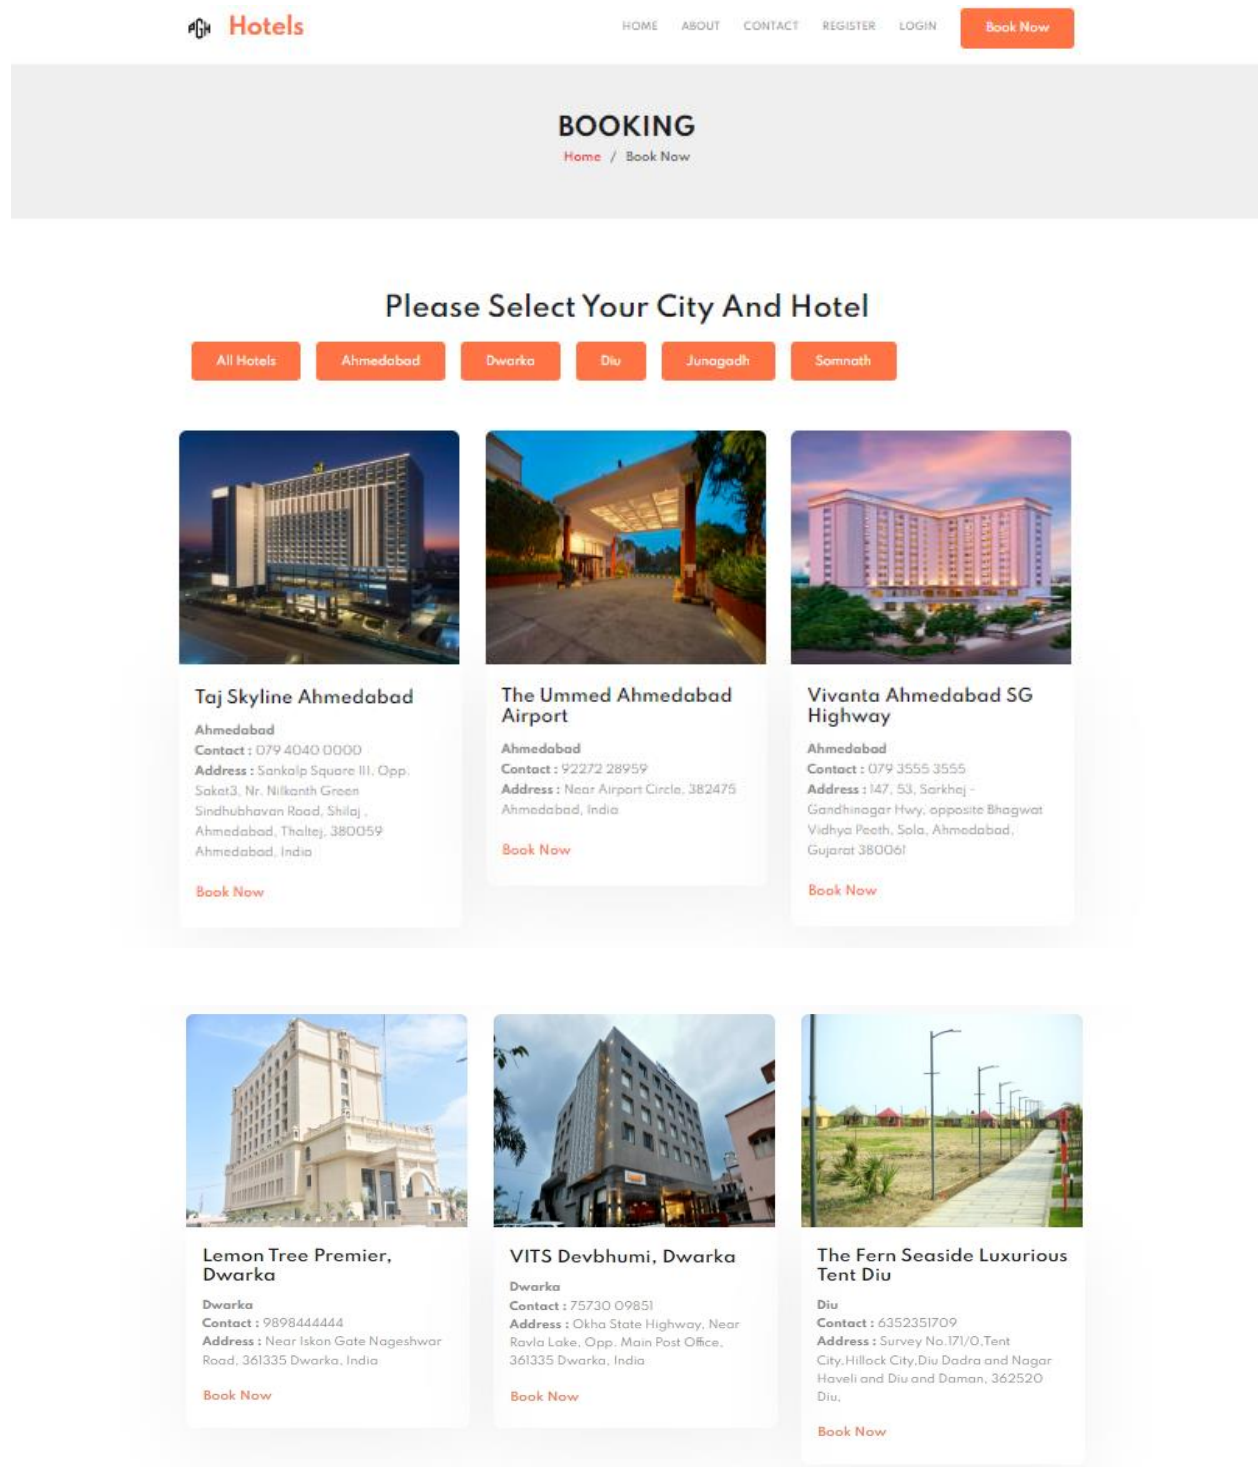 PGH Hotels
HOME ABOUT CONTACT REGISTER LOGIN Book Now
BOOKING
Home / Book Now
Please Select Your City And Hotel
All Hotels Ahmedabad Dwarka Diu Junagadh Somnath
Taj Skyline Ahmedabad
Ahmedabad
Contact : 079 4040 0000
Address : Sankalp Square III, Opp.
Saket3, Nr. Nilkanth Green
Sindhubhavan Road, Shilaj ,
Ahmedabad, Thaltej, 380059
Ahmedabad, India
Book Now
The Ummed Ahmedabad
Airport
Ahmedabad
Contact : 92272 28959
Address : Near Airport Circle, 382475
Ahmedabad, India
Book Now
Vivanta Ahmedabad SG
Highway
Ahmedabad
Contact : 079 3555 3555
Address : 147, 53, Sarkhej -
Gandhinagar Hwy, opposite Bhagwat
Vidhya Peeth, Sola, Ahmedabad,
Gujarat 380061
Book Now
Lemon Tree Premier,
Dwarka
Dwarka
Contact : 9898444444
Address : Near Iskon Gate Nageshwar
Road, 361335 Dwarka, India
Book Now
VITS Devbhumi, Dwarka
Dwarka
Contact : 75730 09851
Address : Okha State Highway, Near
Ravla Lake, Opp. Main Post Office,
361335 Dwarka, India
Book Now
The Fern Seaside Luxurious
Tent Diu
Diu
Contact : 6352351709
Address : Survey No.171/0,Tent
City,Hillock City,Diu Dadra and Nagar
Haveli and Diu and Daman, 362520
Diu,
Book Now